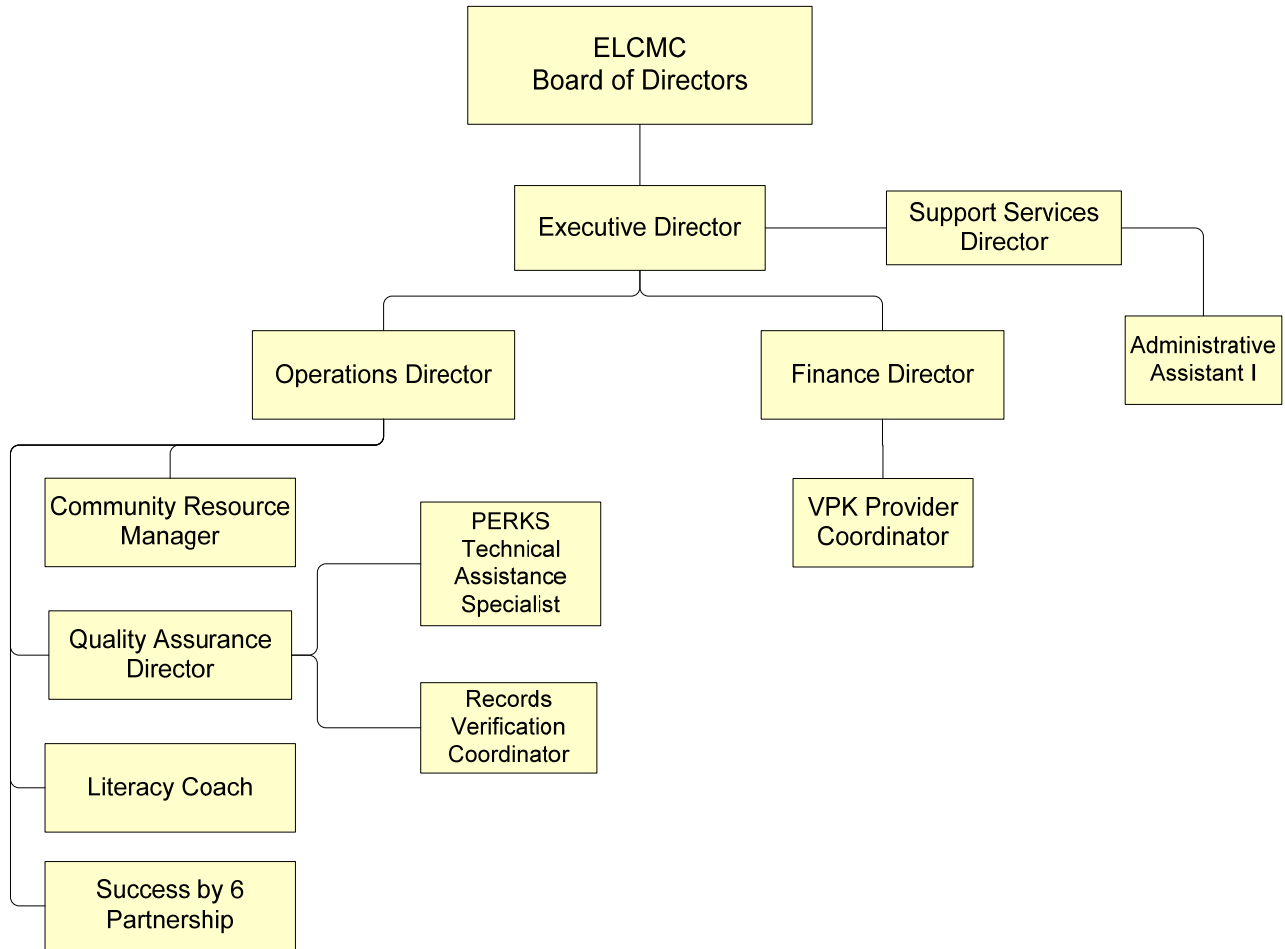 ELCMC
Board of Directors
Executive Director
Support Services
Director
Administrative
Assistant I
Operations Director
Finance Director
Community Resource
Manager
PERKS
Technical
Assistance
Specialist
VPK Provider
Coordinator
Quality Assurance
Director
Records
Verification
Coordinator
Literacy Coach
Success by 6
Partnership